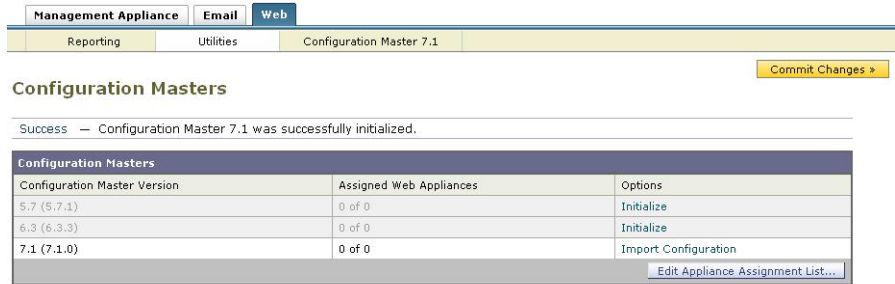 Management Appliance Email Web
Reporting Utilities Configuration Master 7.1
Commit Changes »
Configuration Masters
Success — Configuration Master 7.1 was successfully initialized.
Configuration Masters
Configuration Master Version Assigned Web Appliances Options
5.7 (5.7.1) 0 of 0 Initialize
6.3 (6.3.3) 0 of 0 Initialize
7.1 (7.1.0) 0 of 0 Import Configuration
Edit Appliance Assignment List...